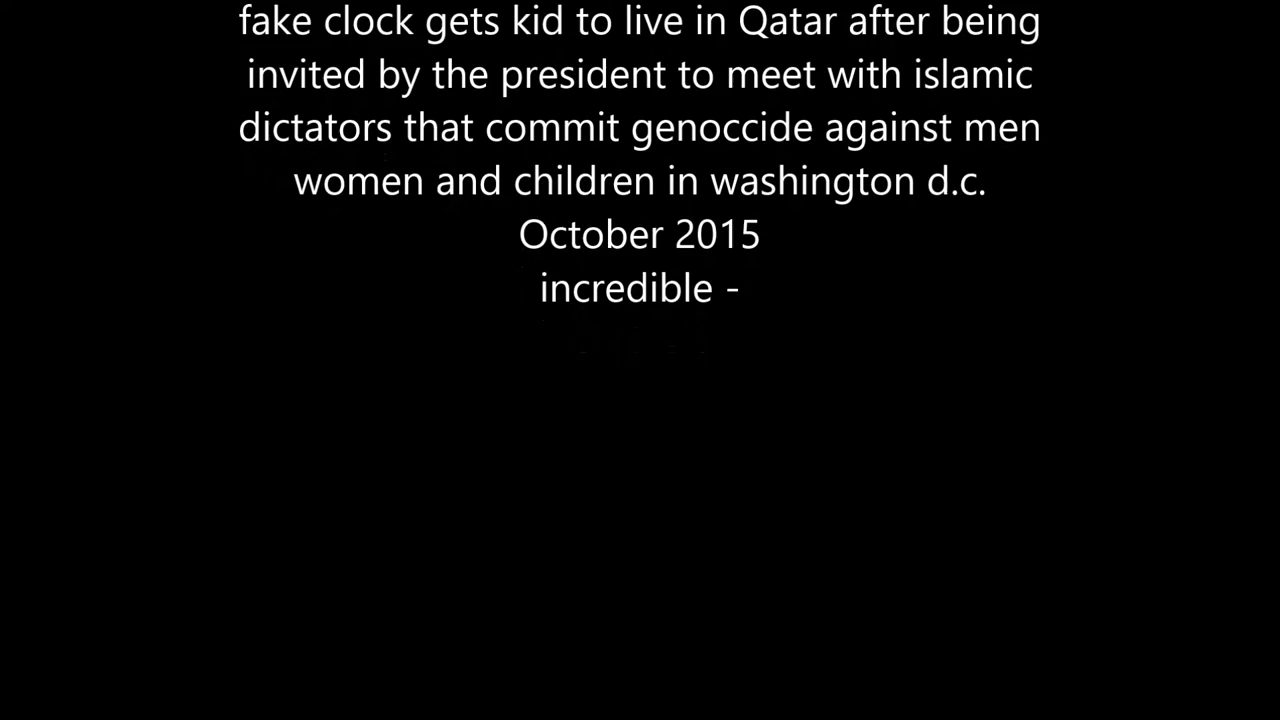 fake clock gets kid to live in Qatar after being
invited by the president to meet with islamic
dictators that commit genoccide against men
women and children in washington d.c.
October 2015
incredible -